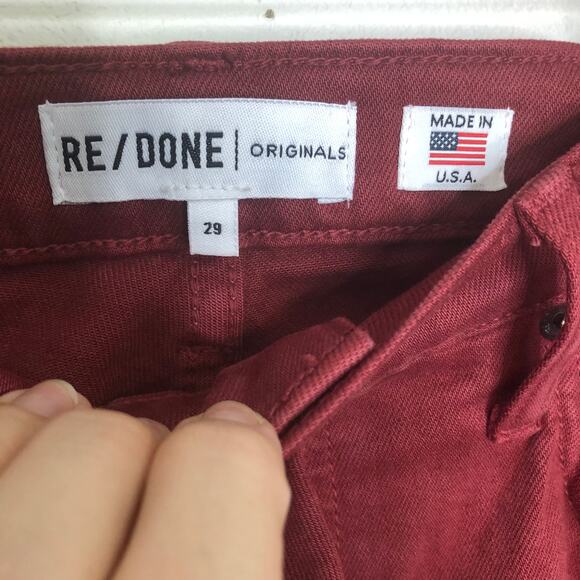 RE/DONE | ORIGINALS
29
MADE IN
U.S.A.